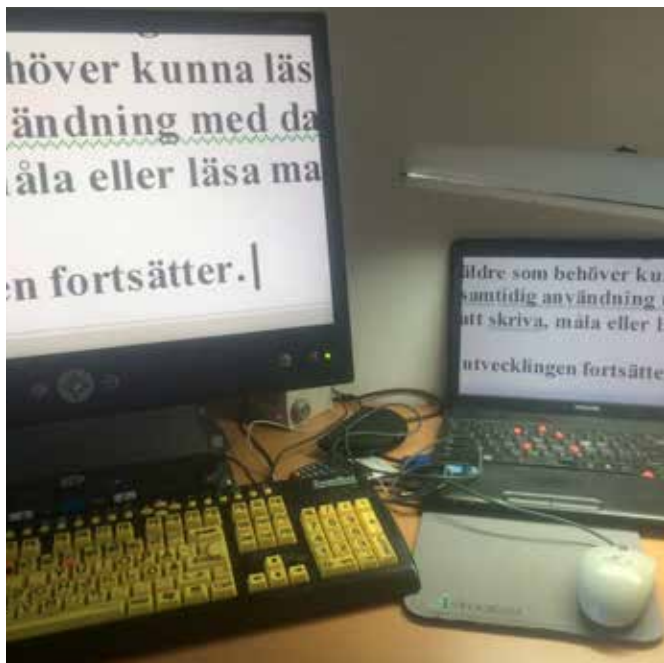 höver kunna läs
ändning med da
åla eller läsa ma
en fortsätter.
äldre som behöver ku
samtidig användning
att skriva, måla eller
utvecklingen fortsätte